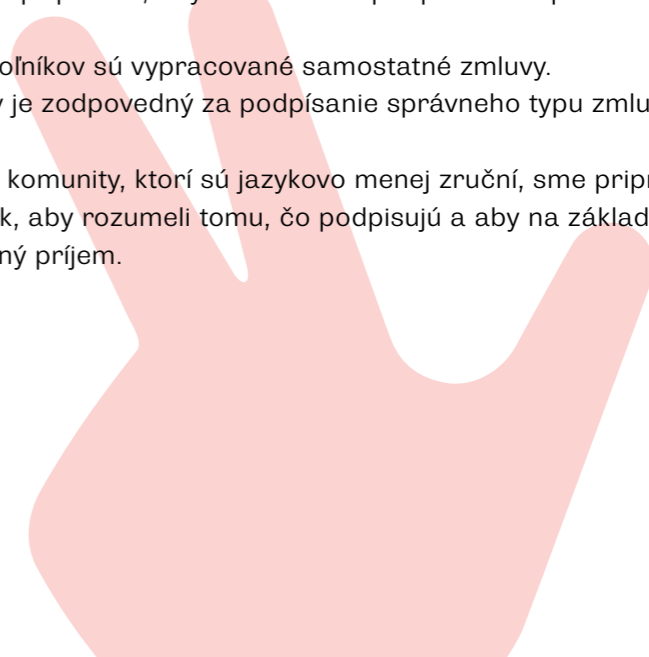 oľníkov sú vypracované samostatné zmluvy.
je zodpovedný za podpísanie správneho typu zmlu
komunity, ktorí sú jazykovo menej zruční, sme pripr
k, aby rozumeli tomu, čo podpisujú a aby na základ
ný príjem.